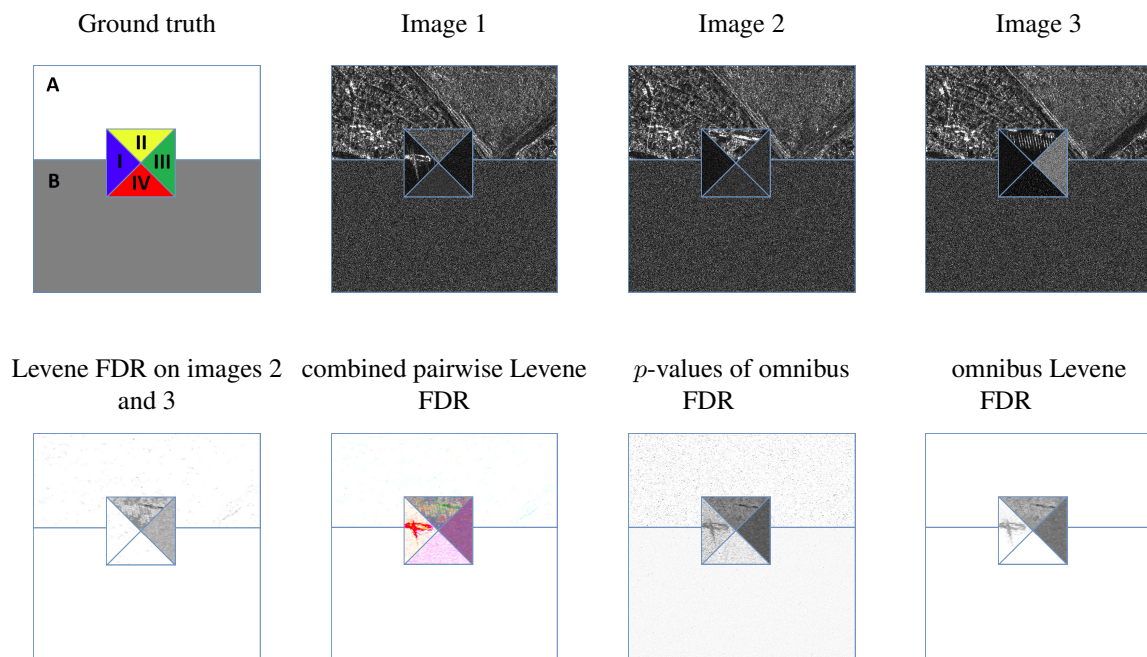 Ground truth
Image 1
Image 2
Image 3
A
II
I
III
B
IV
Levene FDR on images 2
and 3
combined pairwise Levene
FDR
p-values of omnibus
FDR
omnibus Levene
FDR